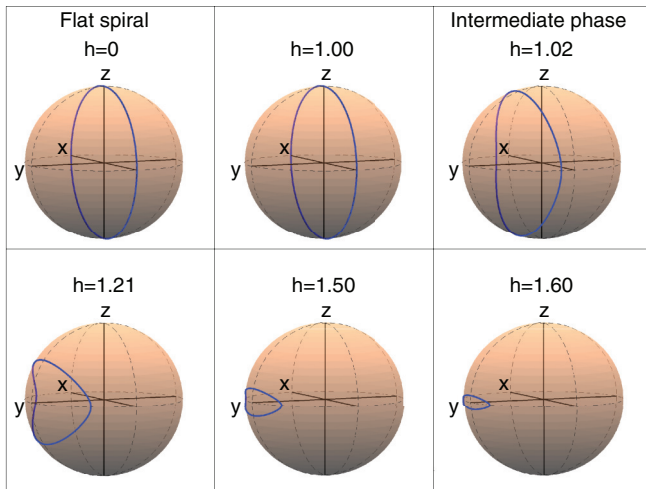 Flat spiral
Intermediate phase
h=0
h=1.00
h=1.02
z
z
z
x
x
x
y
y
y
h=1.21
h=1.50
h=1.60
z
z
z
x
x
x
y
y
y